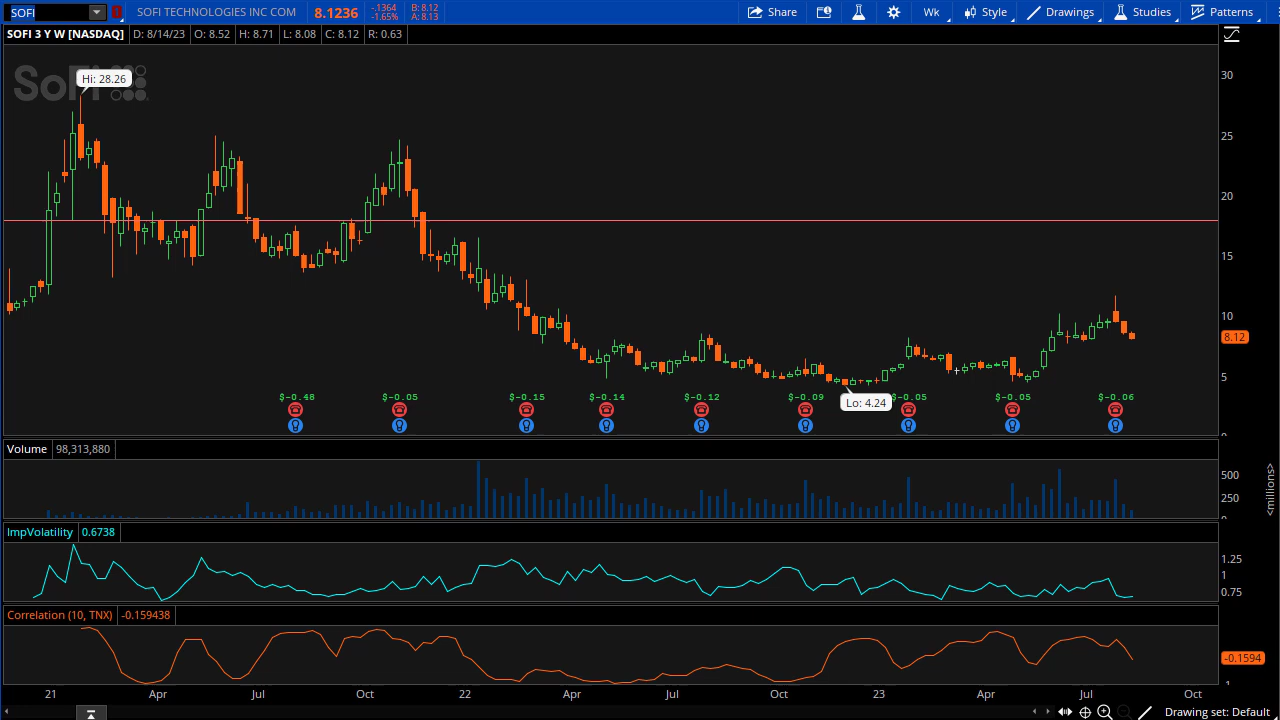 SOFI
SOFI TECHNOLOGIES INC COM
8.1236
-.1364
-1.65%
B: 8.12
A: 8.13
Share
Wk
Style
Drawings
Studies
Patterns
SOFI 3 Y W [NASDAQ]
D: 8/14/23
O: 8.52
H: 8.71
L: 8.08
C: 8.12
R: 0.63
SoFi
Hi: 28.26
30
25
20
15
10
8.12
5
Lo: 4.24
$-0.48
$-0.05
$-0.15
$-0.14
$-0.12
$-0.09
$-0.05
$-0.05
$-0.06
Volume
98,313,880
500
250
<millions>
ImpVolatility
0.6738
1.25
1
0.75
Correlation (10, TNX)
-0.159438
-0.1594
21
Apr
Jul
Oct
22
Apr
Jul
Oct
23
Apr
Jul
Oct
Drawing set: Default